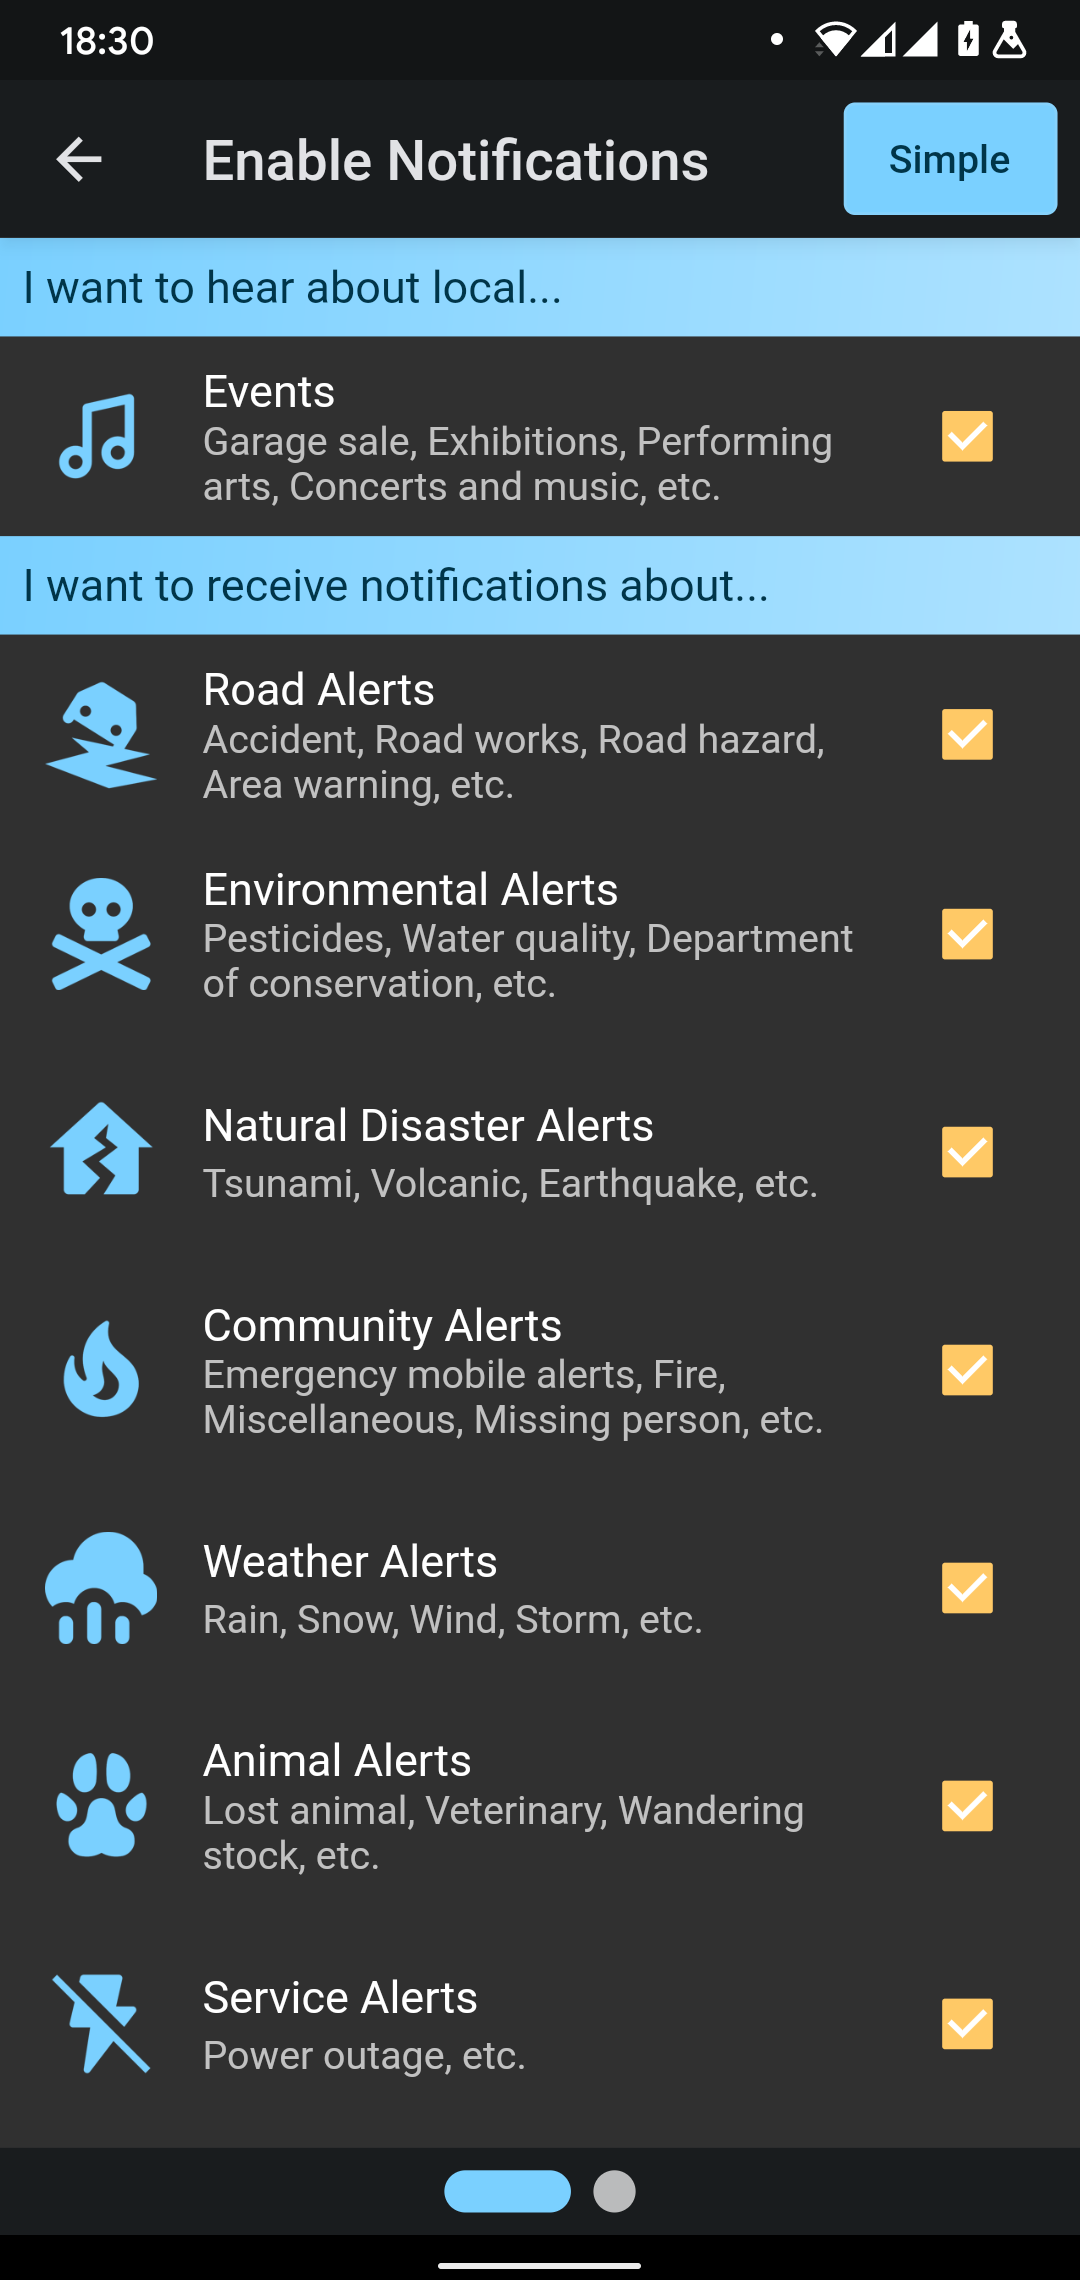 18:30
Enable Notifications
Simple
I want to hear about local...
Events
Garage sale, Exhibitions, Performing
arts, Concerts and music, etc.
I want to receive notifications about...
Road Alerts
Accident, Road works, Road hazard,
Area warning, etc.
Environmental Alerts
Pesticides, Water quality, Department
of conservation, etc.
Natural Disaster Alerts
Tsunami, Volcanic, Earthquake, etc.
Community Alerts
Emergency mobile alerts, Fire,
Miscellaneous, Missing person, etc.
Weather Alerts
Rain, Snow, Wind, Storm, etc.
Animal Alerts
Lost animal, Veterinary, Wandering
stock, etc.
Service Alerts
Power outage, etc.